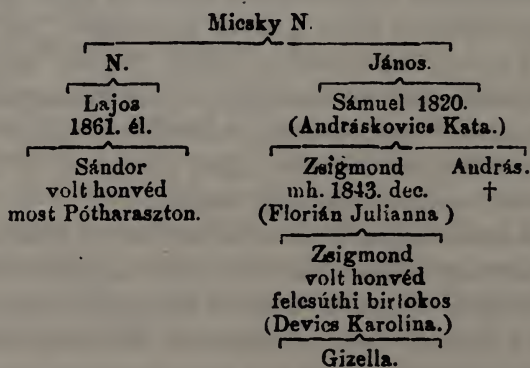 Micsky N.
N. János.
Lajos Sámuel 1820.
1861. él. (Andráskovics Kata.)
Sándor Zsigmond András.
volt honvéd mh. 1843. dec. †
most Pótharaszton. (Florián Julianna )
Zsigmond
volt honvéd
felcsúthi birtokos
(Devics Karolina.)
Gizella.